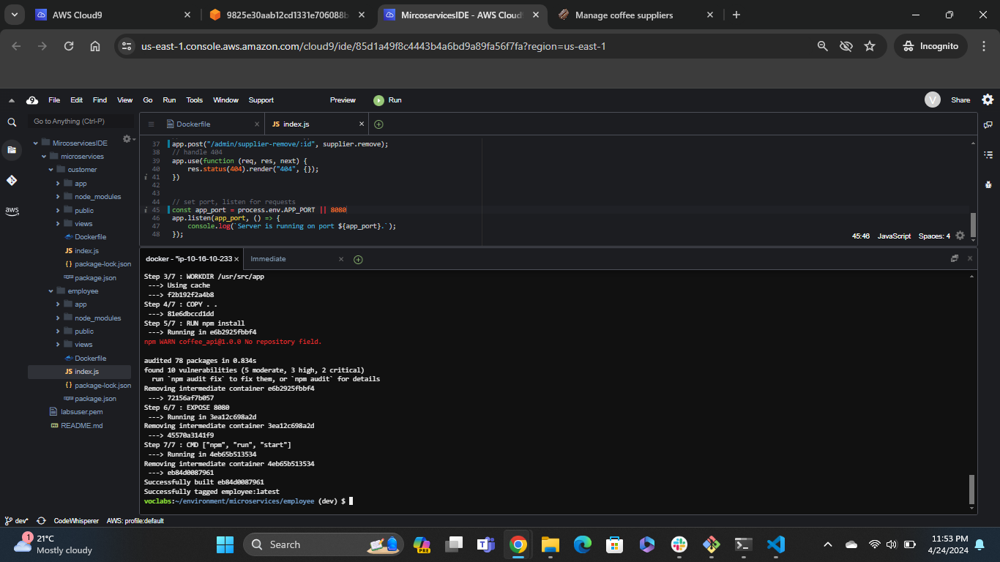 AWS Cloud9
9825e30aab12cd1331e706088b
MircoservicesIDE - AWS Cloud9
Manage coffee suppliers
us-east-1.console.aws.amazon.com/cloud9/ide/85d1a49f8c4443b4a6bd9a89fa56f7fa?region=us-east-1
Incognito
9 File Edit Find View Go Run Tools Window Support Preview Run
V Share
Go to Anything (Ctrl-P)
MircoservicesIDE
microservices
customer
app
node_modules
public
views
Dockerfile
JS index.js
{} package-lock.json
package.json
employee
app
node_modules
public
views
Dockerfile
JS index.js
{} package-lock.json
package.json
labsuser.pem
README.md
aws
Dockerfile
JS index.js
37 app.post("/admin/supplier-remove/:id", supplier.remove);
38 // handle 404
39 app.use(function (req, res, next) {
40 res.status(404).render("404", {});
41 })
42
43
44 // set port, listen for requests
45 const app_port = process.env.APP_PORT || 8080
46 app.listen(app_port, () => {
47 console.log(`Server is running on port ${app_port}.`);
48 });
45:46 JavaScript Spaces: 4
docker - "ip-10-16-10-233
Immediate
Step 3/7 : WORKDIR /usr/src/app
---> Using cache
---> f2b192f2a4b8
Step 4/7 : COPY . .
---> 81e6dbccd1dd
Step 5/7 : RUN npm install
---> Running in e6b2925fbbf4
npm WARN coffee_api@1.0.0 No repository field.
audited 78 packages in 0.834s
found 10 vulnerabilities (5 moderate, 3 high, 2 critical)
run `npm audit fix` to fix them, or `npm audit` for details
Removing intermediate container e6b2925fbbf4
---> 72156af7b057
Step 6/7 : EXPOSE 8080
---> Running in 3ea12c698a2d
Removing intermediate container 3ea12c698a2d
---> 45570a3141f9
Step 7/7 : CMD ["npm", "run", "start"]
---> Running in 4eb65b513534
Removing intermediate container 4eb65b513534
---> eb84d0087961
Successfully built eb84d0087961
Successfully tagged employee:latest
voclabs:~/environment/microservices/employee (dev) $
dev* CodeWhisperer AWS: profile:default
1
21°C
Mostly cloudy
Search
PRE
11:53 PM
4/24/2024